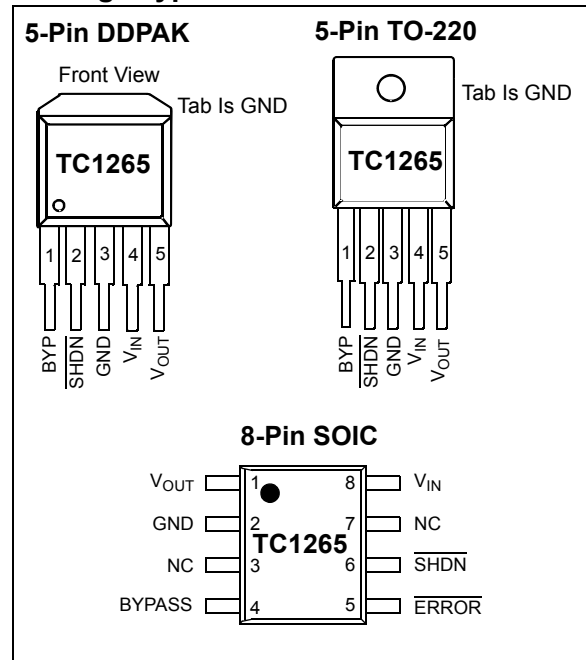 5-Pin DDPAK
Front View
Tab Is GND
TC1265
1 2 3 4 5
BYP
SHDN
GND
VIN
VOUT
5-Pin TO-220
Tab Is GND
TC1265
1 2 3 4 5
BYP
SHDN
GND
VIN
VOUT
8-Pin SOIC
VOUT 1 8 VIN
GND 2 7 NC
TC1265
NC 3 6 SHDN
BYPASS 4 5 ERROR